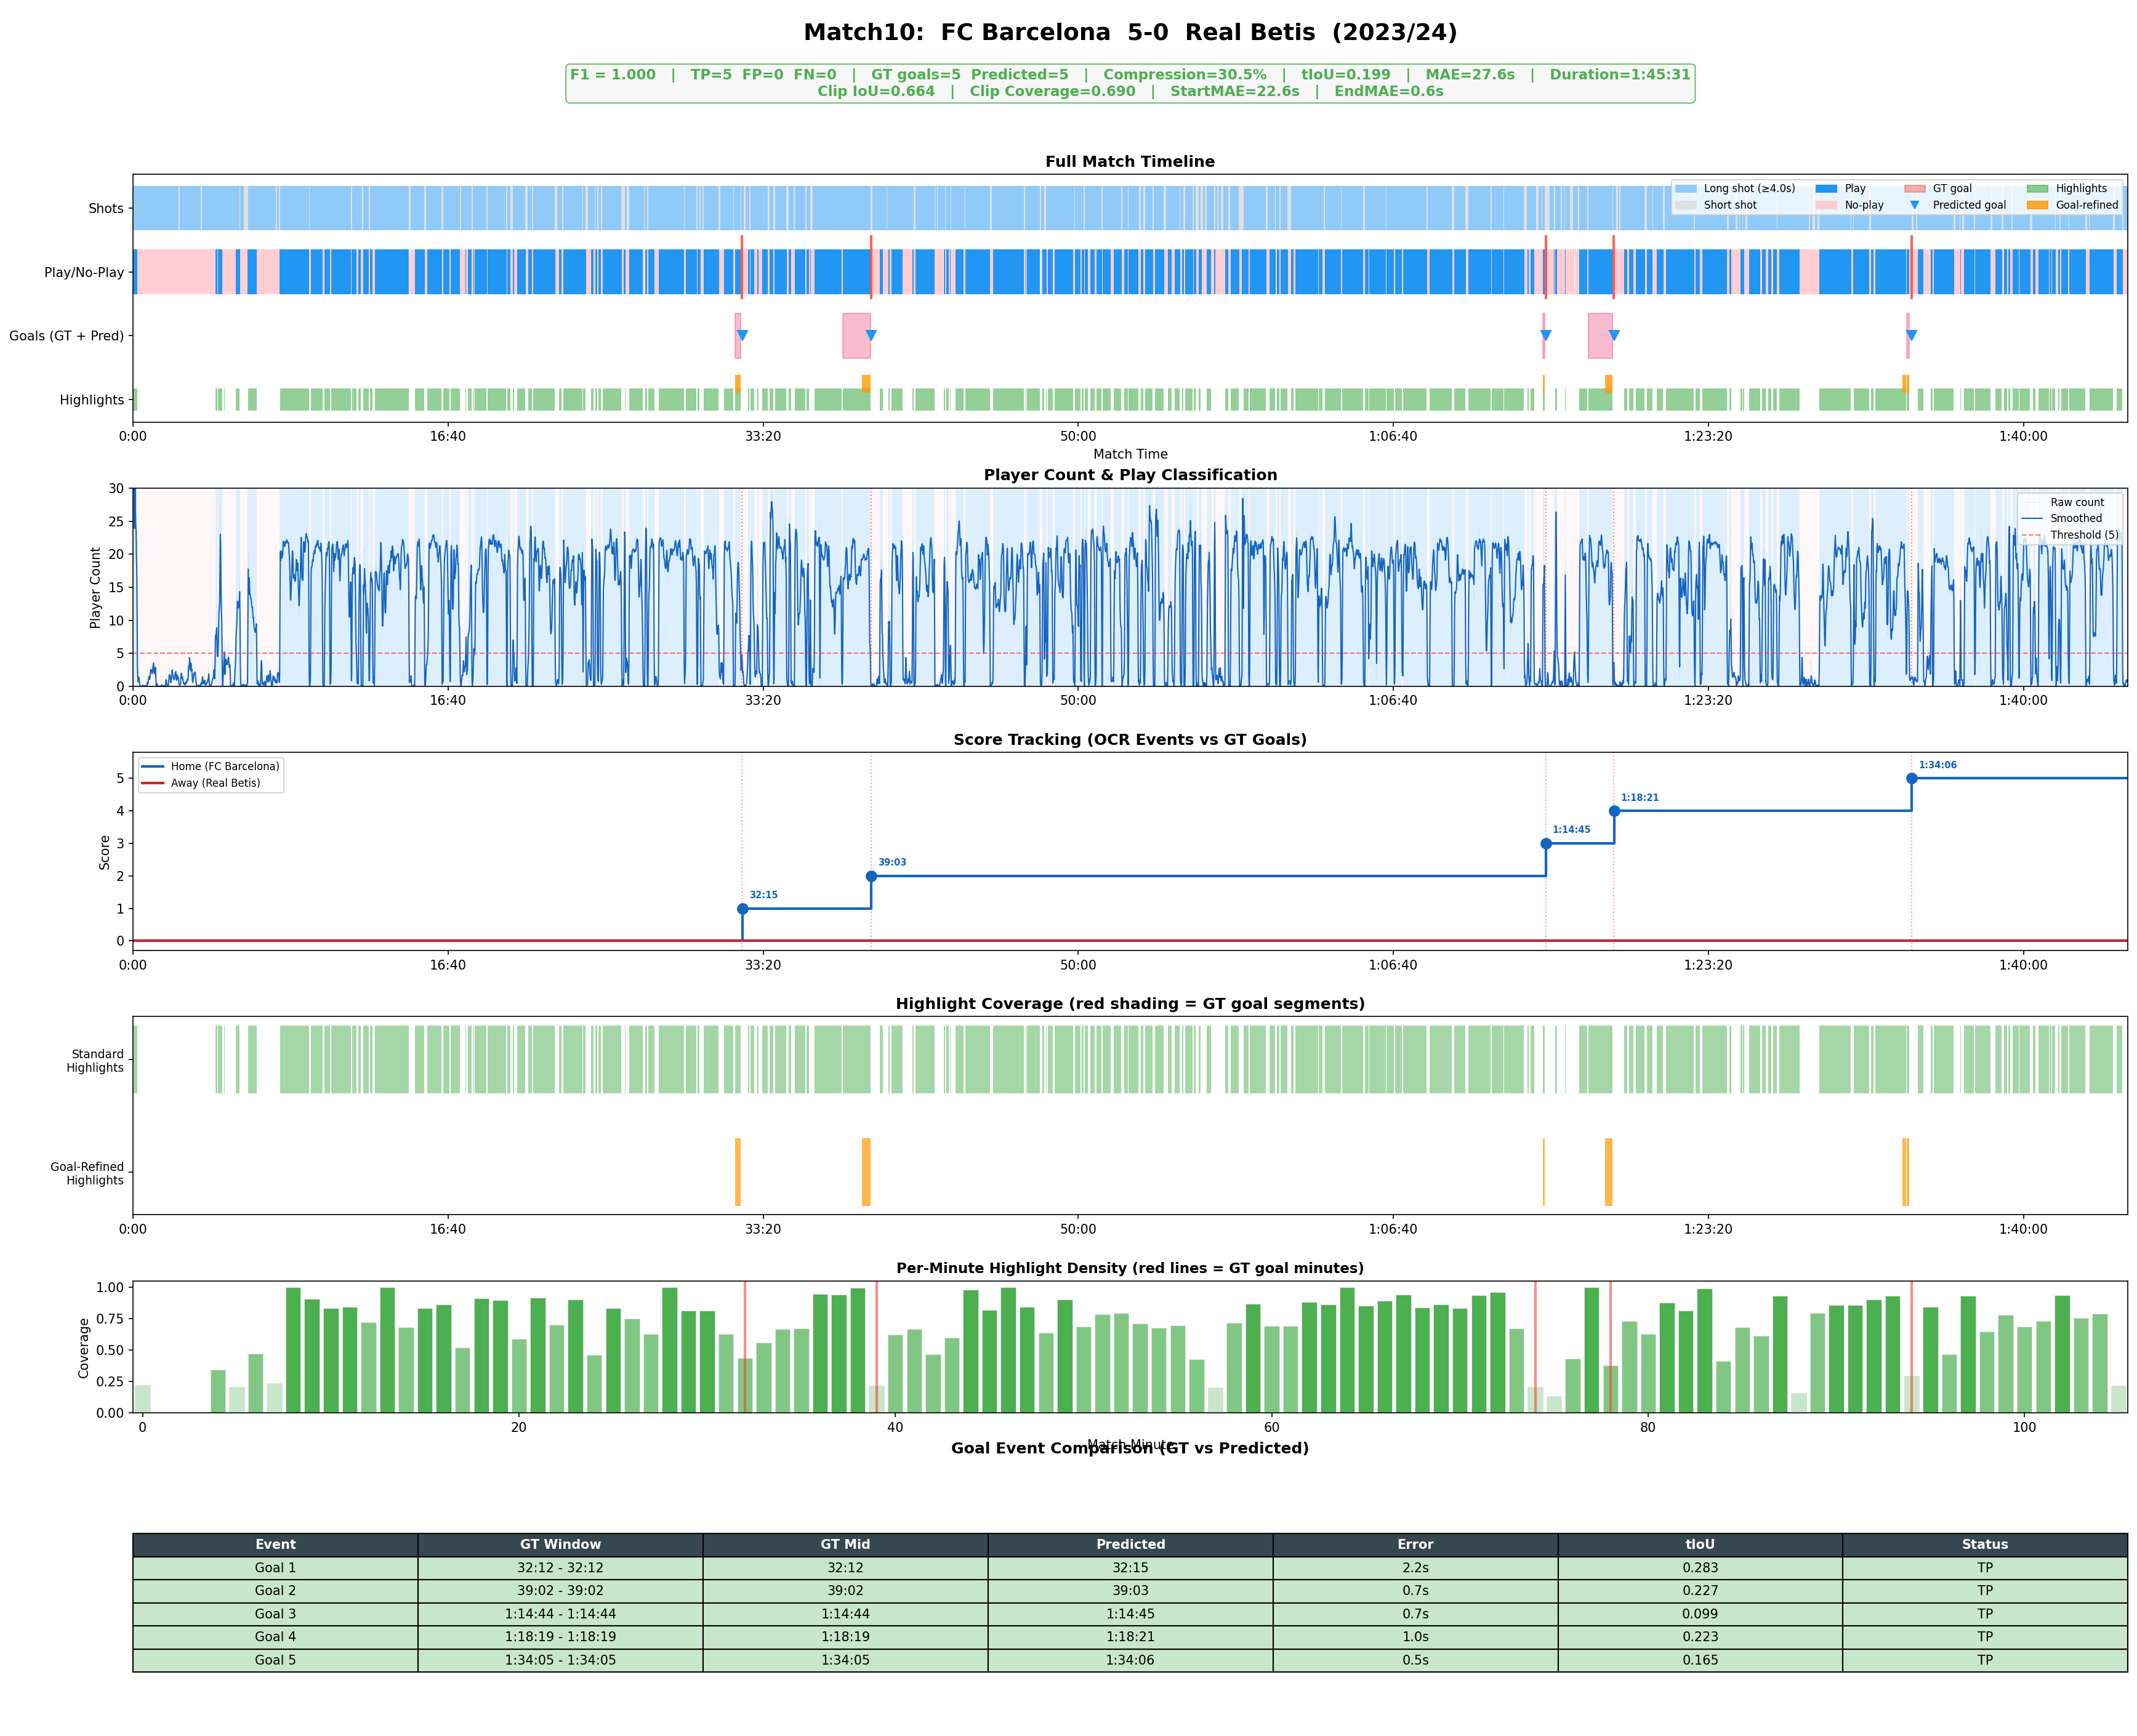 Match10:  FC Barcelona  5-0  Real Betis  (2023/24)
F1 = 1.000  |  TP=5  FP=0  FN=0  |  GT goals=5  Predicted=5  |  Compression=30.5%  |  tIoU=0.199  |  MAE=27.6s  |  Duration=1:45:31
Clip IoU=0.664  |  Clip Coverage=0.690  |  StartMAE=22.6s  |  EndMAE=0.6s
Full Match Timeline
Long shot (≥4.0s) Play GT goal Highlights
Short shot No-play Predicted goal Goal-refined
Shots
Play/No-Play
Goals (GT + Pred)
Highlights
0:00 16:40 33:20 50:00 1:06:40 1:23:20 1:40:00
Match Time
Player Count & Play Classification
Player Count
30
25
20
15
10
5
0
Raw count
Smoothed
Threshold (5)
0:00 16:40 33:20 50:00 1:06:40 1:23:20 1:40:00
Score Tracking (OCR Events vs GT Goals)
Score
5
4
3
2
1
0
Home (FC Barcelona)
Away (Real Betis)
32:15
39:03
1:14:45
1:18:21
1:34:06
0:00 16:40 33:20 50:00 1:06:40 1:23:20 1:40:00
Highlight Coverage (red shading = GT goal segments)
Standard
Highlights
Goal-Refined
Highlights
0:00 16:40 33:20 50:00 1:06:40 1:23:20 1:40:00
Per-Minute Highlight Density (red lines = GT goal minutes)
Coverage
1.00
0.75
0.50
0.25
0.00
0 20 40 60 80 100
Match Minute
Goal Event Comparison (GT vs Predicted)
Event GT Window GT Mid Predicted Error tIoU Status
Goal 1 32:12 - 32:12 32:12 32:15 2.2s 0.283 TP
Goal 2 39:02 - 39:02 39:02 39:03 0.7s 0.227 TP
Goal 3 1:14:44 - 1:14:44 1:14:44 1:14:45 0.7s 0.099 TP
Goal 4 1:18:19 - 1:18:19 1:18:19 1:18:21 1.0s 0.223 TP
Goal 5 1:34:05 - 1:34:05 1:34:05 1:34:06 0.5s 0.165 TP